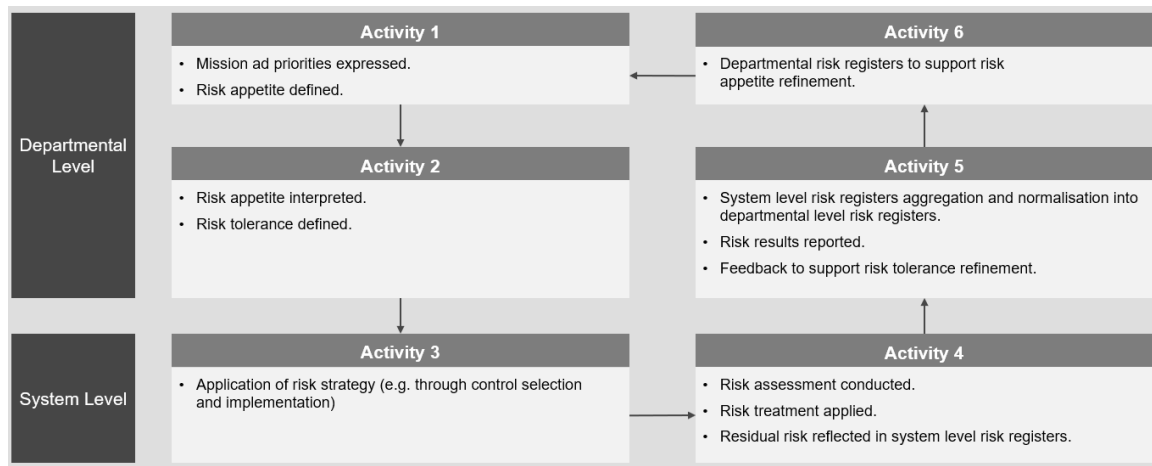 Departmental
Level
Activity 1
• Mission ad priorities expressed.
• Risk appetite defined.
Activity 6
• Departmental risk registers to support risk
appetite refinement.
Activity 2
• Risk appetite interpreted.
• Risk tolerance defined.
Activity 5
• System level risk registers aggregation and normalisation into
departmental level risk registers.
• Risk results reported.
• Feedback to support risk tolerance refinement.
System Level
Activity 3
• Application of risk strategy (e.g. through control selection
and implementation)
Activity 4
• Risk assessment conducted.
• Risk treatment applied.
• Residual risk reflected in system level risk registers.